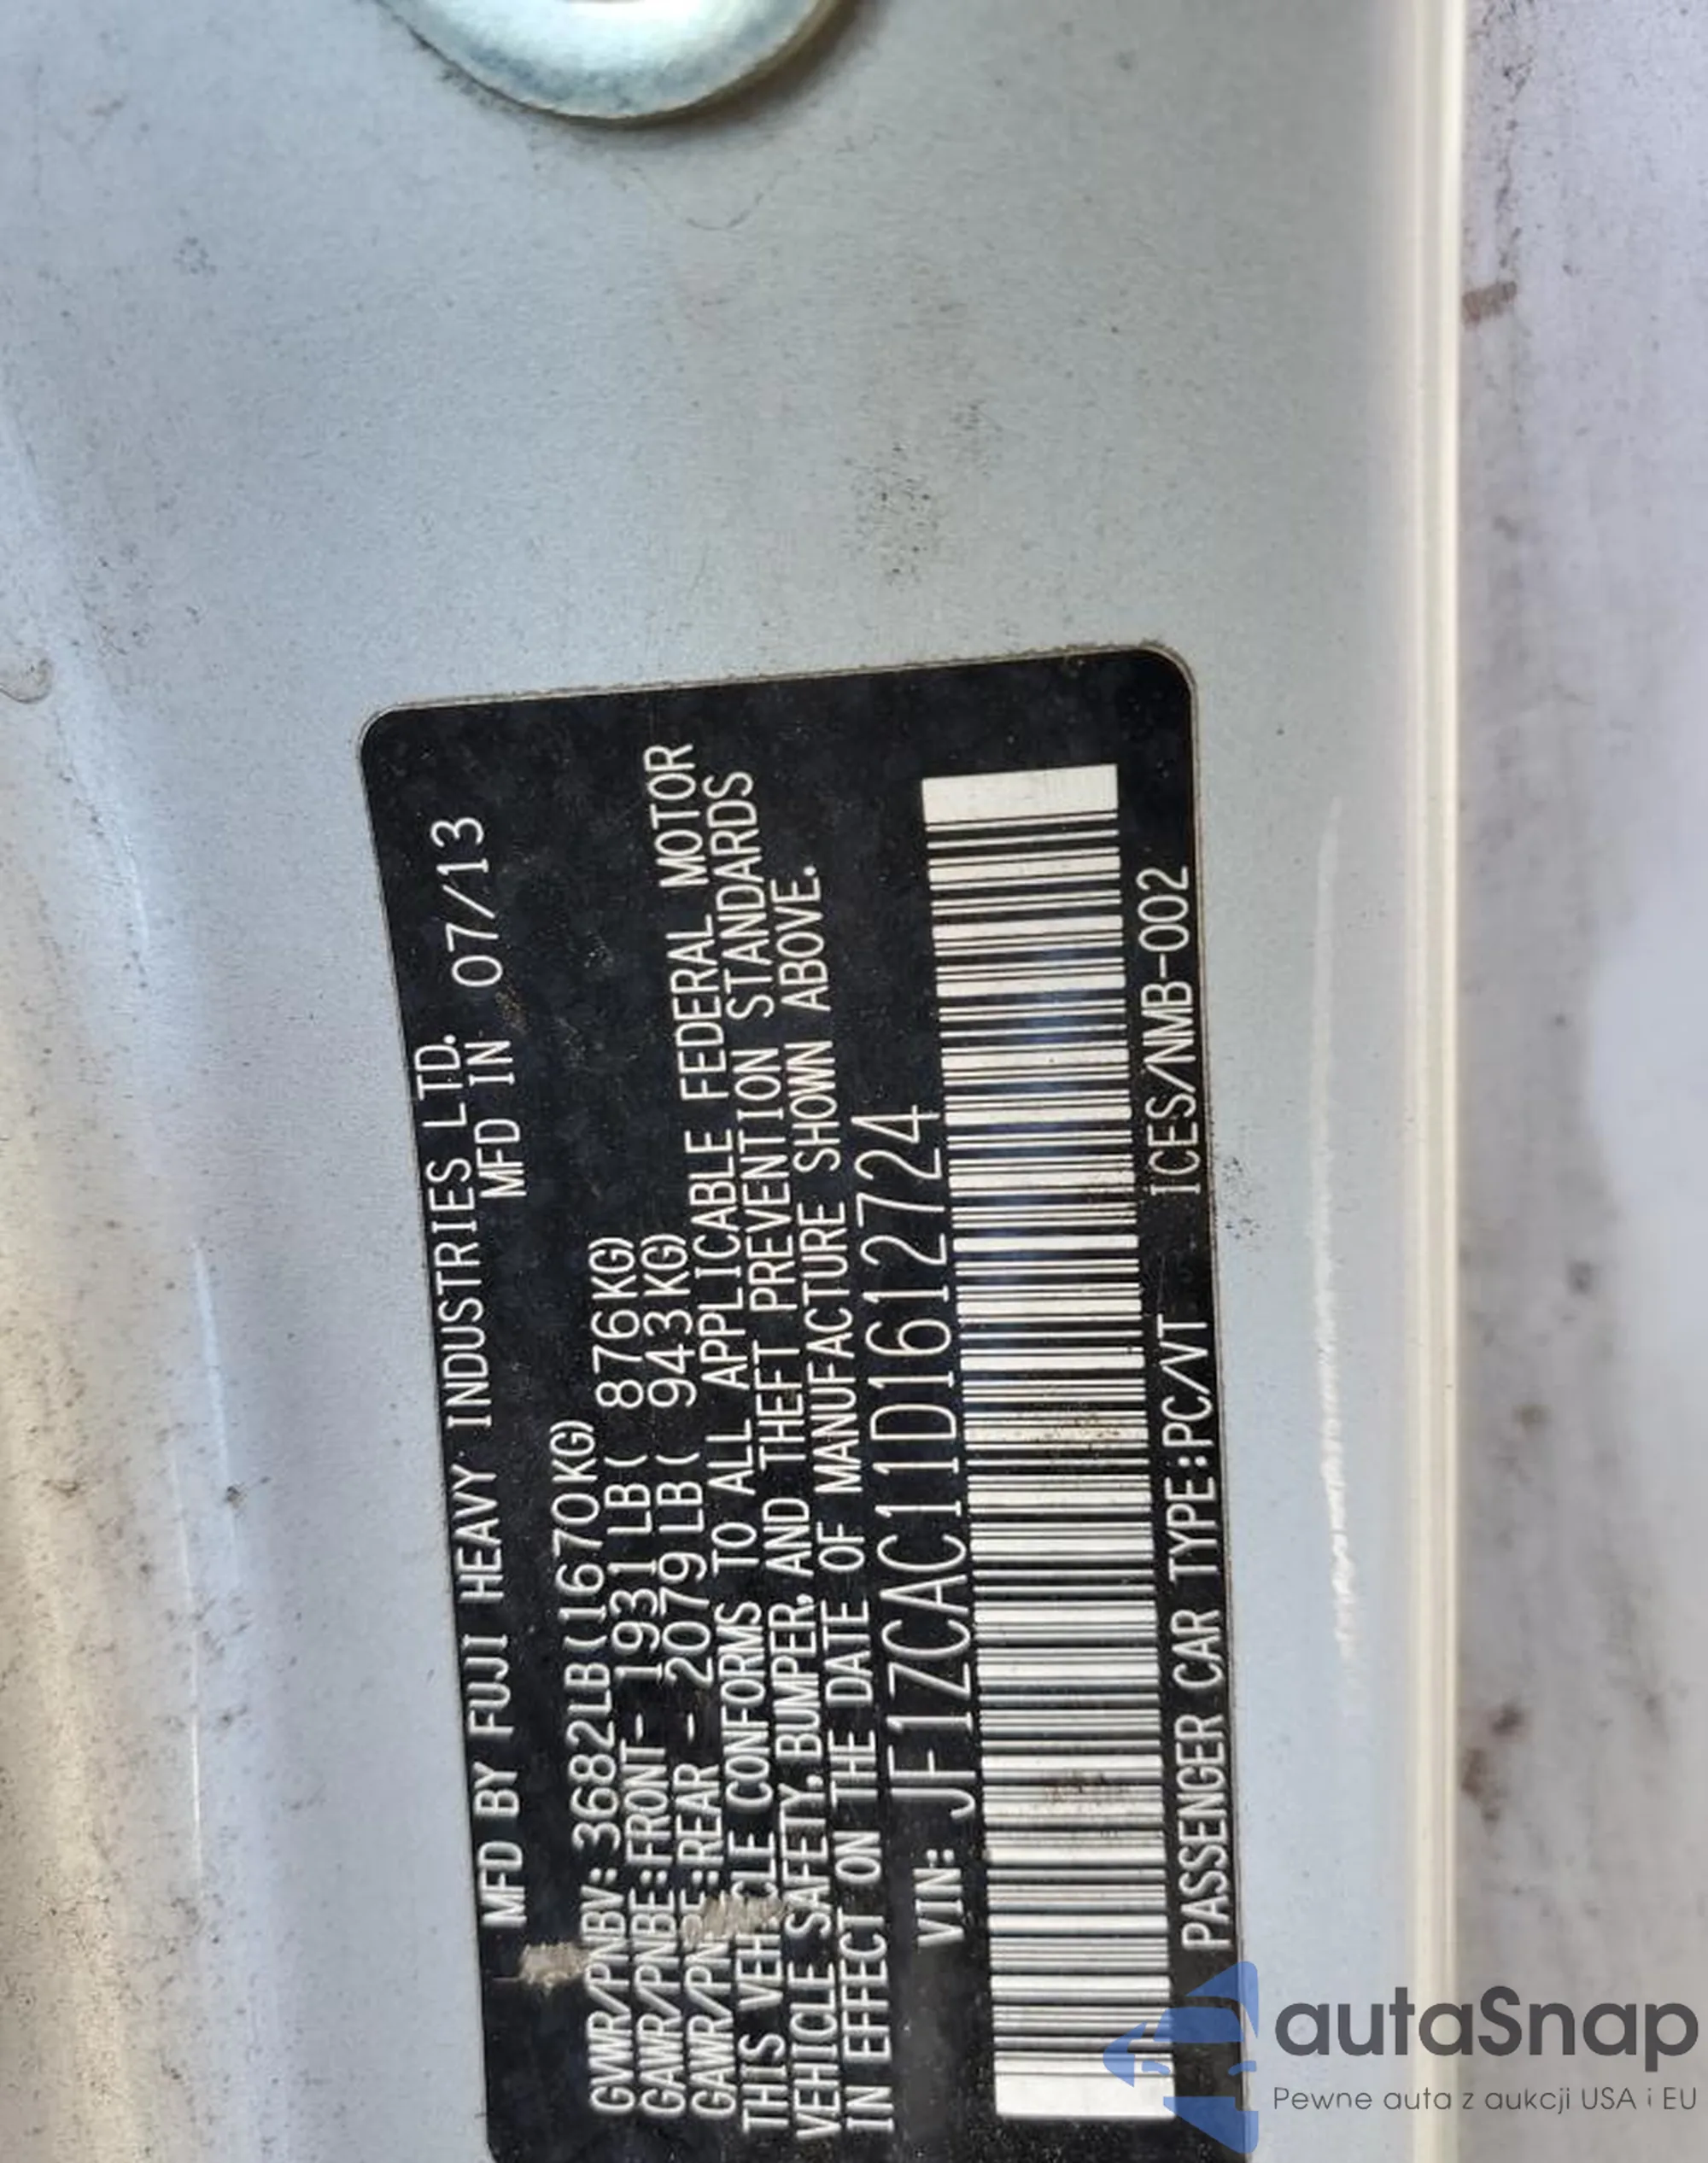 MFD BY FUJI HEAVY INDUSTRIES LTD.
MFD IN 07/13
GVWR/PNBV: 3682LB(1670KG)
GAWR/PNBE:FRONT- 1931LB( 876KG)
GAWR/PNBE:REAR - 2079LB( 943KG)
THIS VEHICLE CONFORMS TO ALL APPLICABLE FEDERAL MOTOR
VEHICLE SAFETY, BUMPER, AND THEFT PREVENTION STANDARDS
IN EFFECT ON THE DATE OF MANUFACTURE SHOWN ABOVE.
VIN: JF1ZCAC11D1612724
PASSENGER CAR TYPE:PC/VT ICES/NMB-002
autaSnap
Pewne auta z aukcji USA i EU